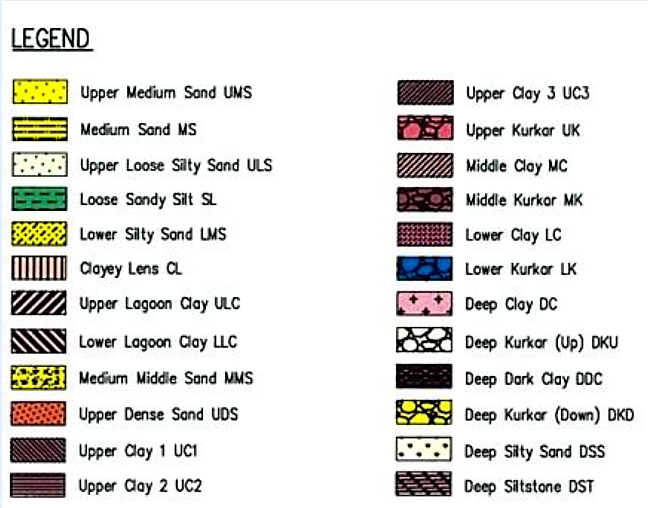 LEGEND
Upper Medium Sand UMS
Medium Sand MS
Upper Loose Silty Sand ULS
Loose Sandy Silt SL
Lower Silty Sand LMS
Clayey Lens CL
Upper Lagoon Clay ULC
Lower Lagoon Clay LLC
Medium Middle Sand MMS
Upper Dense Sand UDS
Upper Clay 1 UC1
Upper Clay 2 UC2
Upper Clay 3 UC3
Upper Kurkar UK
Middle Clay MC
Middle Kurkar MK
Lower Clay LC
Lower Kurkar LK
Deep Clay DC
Deep Kurkar (Up) DKU
Deep Dark Clay DDC
Deep Kurkar (Down) DKD
Deep Silty Sand DSS
Deep Siltstone DST